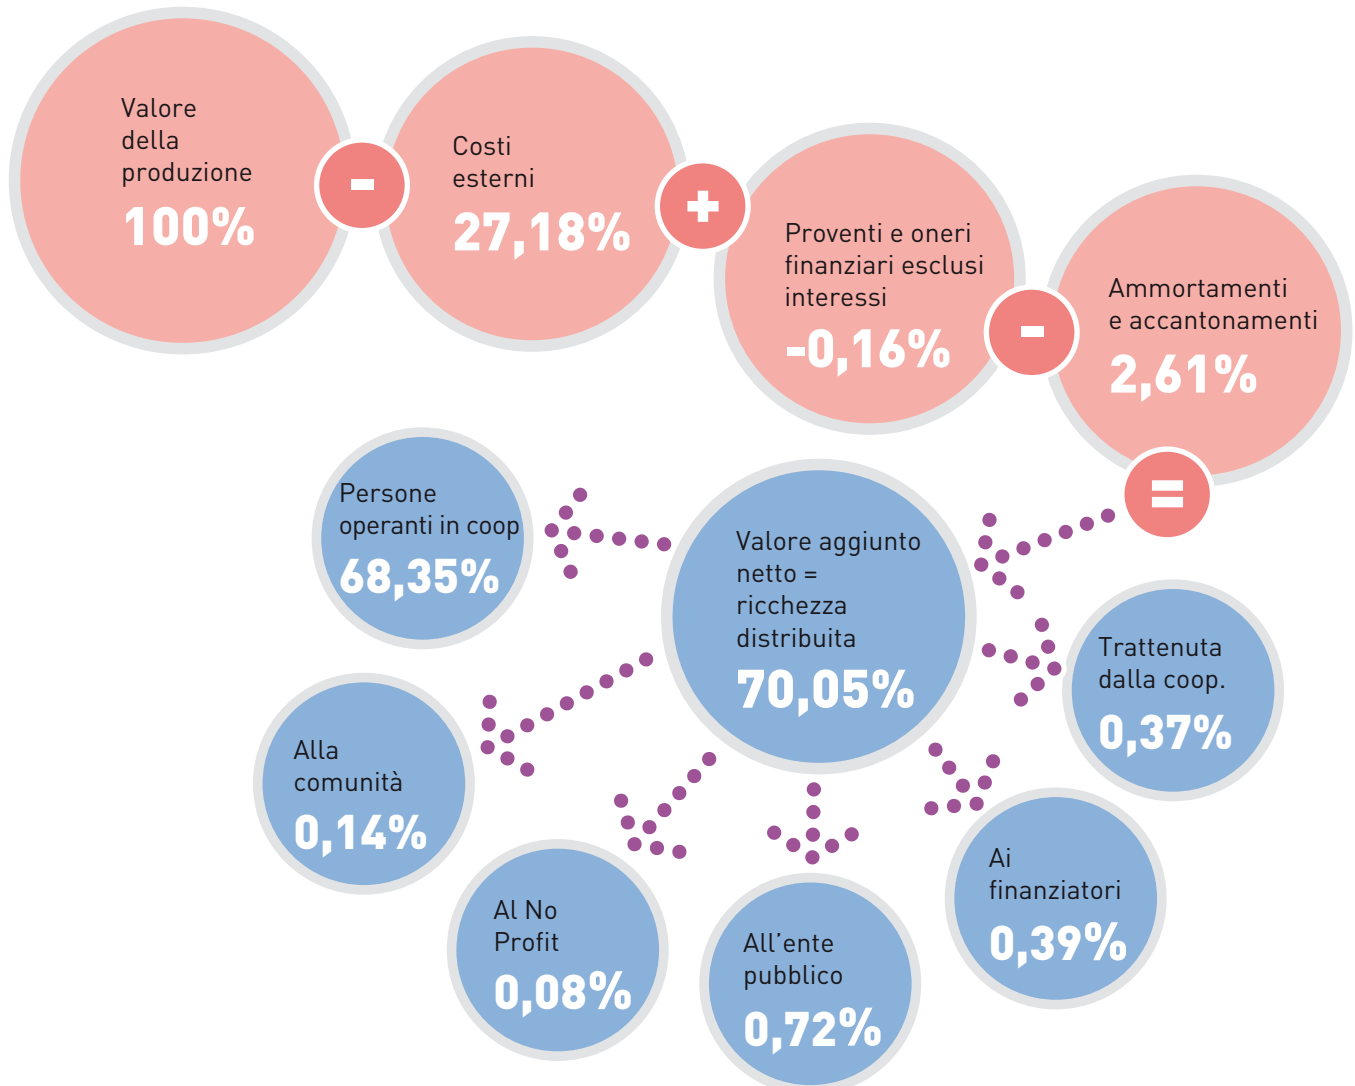 Valore
della
produzione
100%
-
Costi
esterni
27,18%
+
Proventi e oneri
finanziari esclusi
interessi
-0,16%
-
Ammortamenti
e accantonamenti
2,61%
=
Valore aggiunto
netto =
ricchezza
distribuita
70,05%
Persone
operanti in coop
68,35%
Alla
comunità
0,14%
Al No
Profit
0,08%
All'ente
pubblico
0,72%
Ai
finanziatori
0,39%
Trattenuta
dalla coop.
0,37%